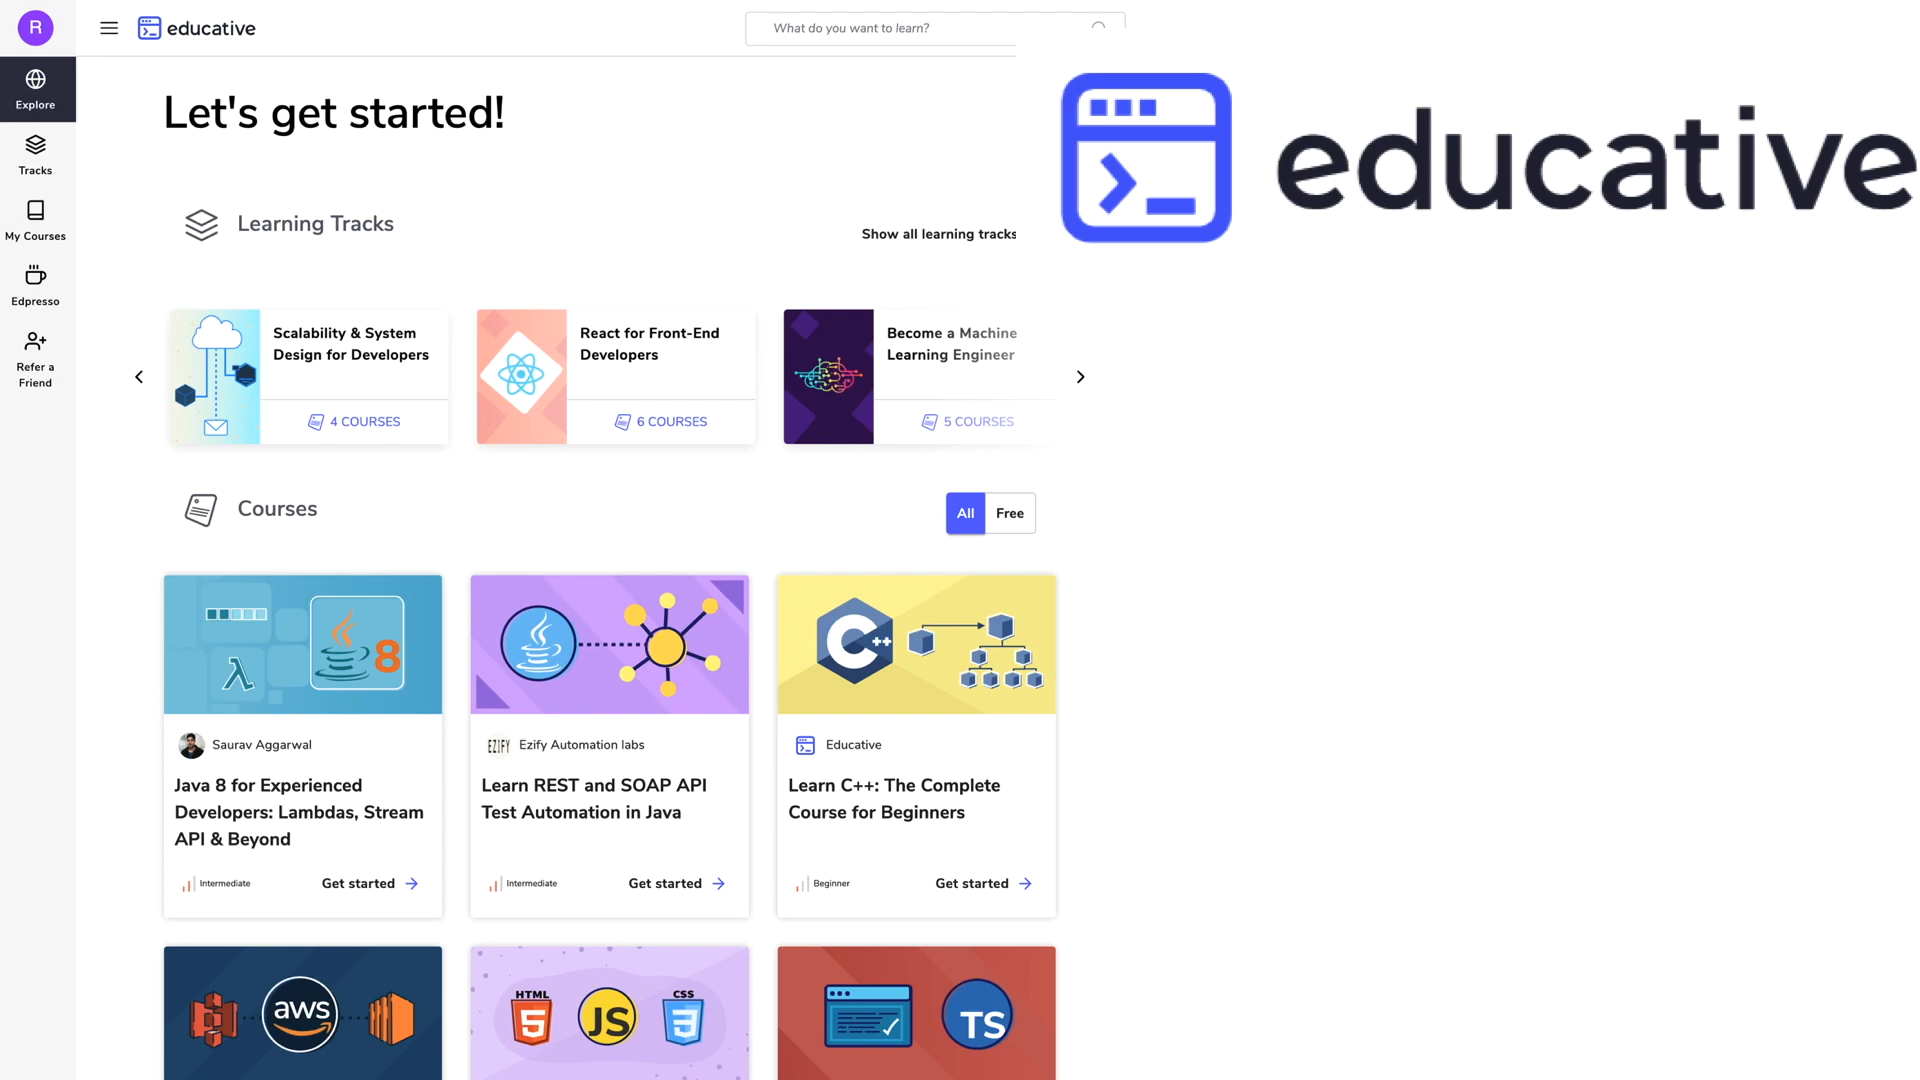 R
educative
What do you want to learn?
educative
Explore
Tracks
My Courses
Edpresso
Refer a
Friend
Let's get started!
Learning Tracks
Show all learning tracks
Scalability & System
Design for Developers
4 COURSES
React for Front-End
Developers
6 COURSES
Become a Machine
Learning Engineer
5 COURSES
Courses
All
Free
8
C++
Saurav Aggarwal
Java 8 for Experienced
Developers: Lambdas, Stream
API & Beyond
Intermediate
Get started
EZIFY
Ezify Automation labs
Learn REST and SOAP API
Test Automation in Java
Intermediate
Get started
Educative
Learn C++: The Complete
Course for Beginners
Beginner
Get started
aws
HTML
5
JS
CSS
3
TS